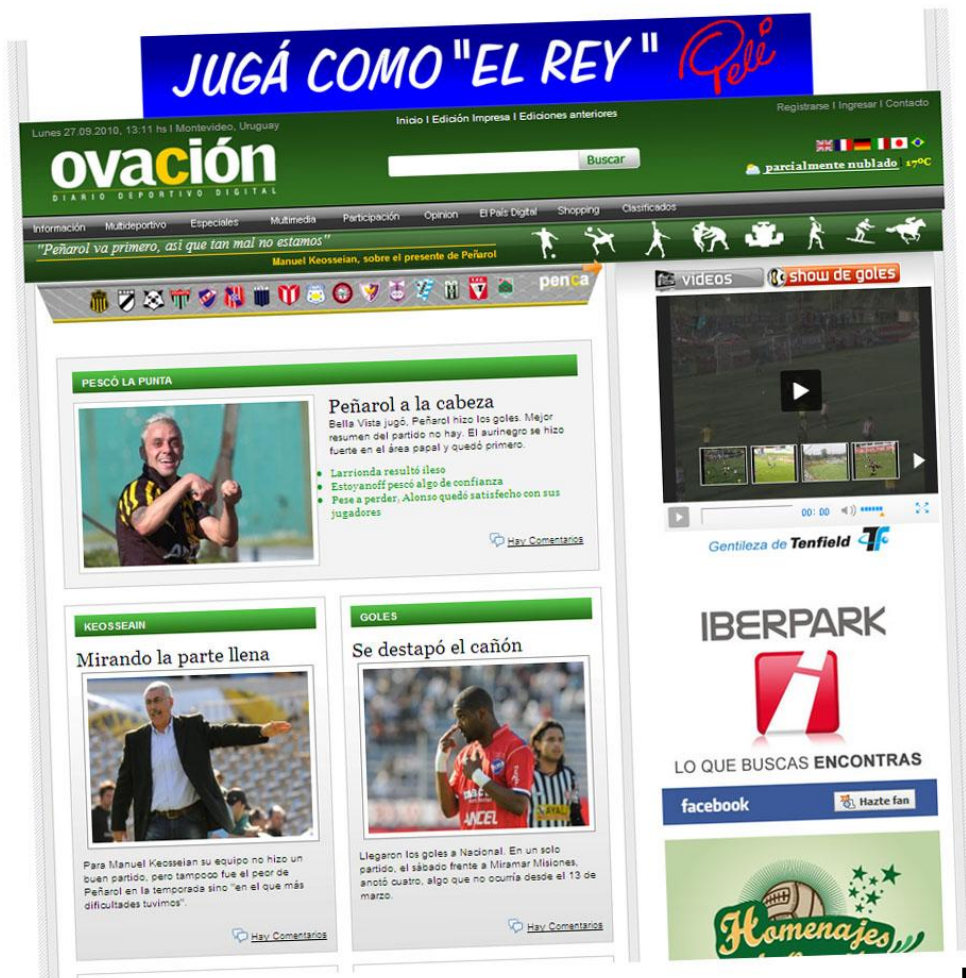 JUGÁ COMO "EL REY" Pelé
Lunes 27.09.2010, 13:11 hs | Montevideo, Uruguay
Inicio | Edición Impresa | Ediciones anteriores
Registrarse | Ingresar | Contacto
ovación
DIARIO DEPORTIVO DIGITAL
Buscar
parcialmente nublado 17ºC
Información Multideportivo Especiales Multimedia Participación Opinion El País Digital Shopping Clasificados
"Peñarol va primero, así que tan mal no estamos"
Manuel Keosseian, sobre el presente de Peñarol
penca
videos
show de goles
PESCÓ LA PUNTA
Peñarol a la cabeza
Bella Vista jugó, Peñarol hizo los goles. Mejor
resumen del partido no hay. El aurinegro se hizo
fuerte en el área papal y quedó primero.
Larrionda resultó ileso
Estoyanoff pescó algo de confianza
Pese a perder, Alonso quedó satisfecho con sus
jugadores
Hay Comentarios
00:00
Gentileza de Tenfield
KEOSSEAIN
Mirando la parte llena
Para Manuel Keosseian su equipo no hizo un
buen partido, pero tampoco fue el peor de
Peñarol en la temporada sino "en el que más
dificultades tuvimos".
Hay Comentarios
GOLES
Se destapó el cañón
ANCEL
Llegaron los goles a Nacional. En un solo
partido, el sábado frente a Miramar Misiones,
anotó cuatro, algo que no ocurría desde el 13 de
marzo.
Hay Comentarios
IBERPARK
LO QUE BUSCAS ENCONTRAS
facebook
Hazte fan
Homenajes